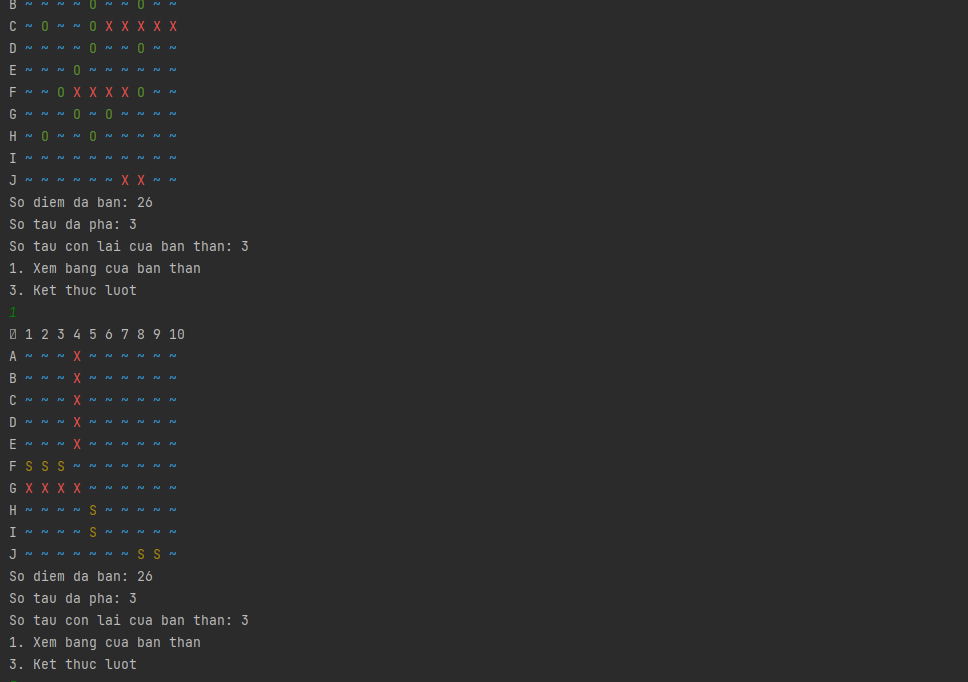 B ~ ~ ~ ~ O ~ ~ O ~ ~
C ~ O ~ ~ O X X X X X
D ~ ~ ~ ~ O ~ ~ O ~ ~
E ~ ~ ~ O ~ ~ ~ ~ ~ ~
F ~ ~ O X X X X O ~ ~
G ~ ~ ~ O ~ O ~ ~ ~ ~
H ~ O ~ ~ O ~ ~ ~ ~ ~
I ~ ~ ~ ~ ~ ~ ~ ~ ~ ~
J ~ ~ ~ ~ ~ ~ X X ~ ~
So diem da ban: 26
So tau da pha: 3
So tau con lai cua ban than: 3
1. Xem bang cua ban than
3. Ket thuc luot
1
1 2 3 4 5 6 7 8 9 10
A ~ ~ ~ X ~ ~ ~ ~ ~ ~
B ~ ~ ~ X ~ ~ ~ ~ ~ ~
C ~ ~ ~ X ~ ~ ~ ~ ~ ~
D ~ ~ ~ X ~ ~ ~ ~ ~ ~
E ~ ~ ~ X ~ ~ ~ ~ ~ ~
F S S S ~ ~ ~ ~ ~ ~ ~
G X X X X ~ ~ ~ ~ ~ ~
H ~ ~ ~ ~ S ~ ~ ~ ~ ~
I ~ ~ ~ ~ S ~ ~ ~ ~ ~
J ~ ~ ~ ~ ~ ~ ~ S S ~
So diem da ban: 26
So tau da pha: 3
So tau con lai cua ban than: 3
1. Xem bang cua ban than
3. Ket thuc luot